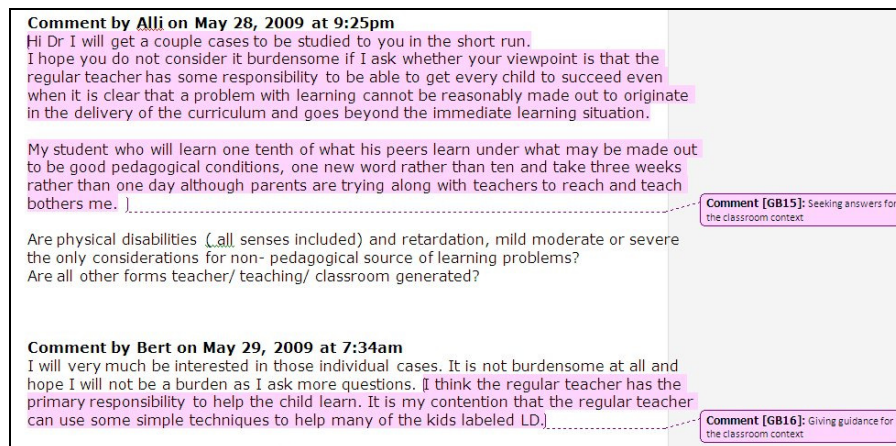 Comment by Alli on May 28, 2009 at 9:25pm
Hi Dr I will get a couple cases to be studied to you in the short run.
I hope you do not consider it burdensome if I ask whether your viewpoint is that the
regular teacher has some responsibility to be able to get every child to succeed even
when it is clear that a problem with learning cannot be reasonably made out to originate
in the delivery of the curriculum and goes beyond the immediate learning situation.
My student who will learn one tenth of what his peers learn under what may be made out
to be good pedagogical conditions, one new word rather than ten and take three weeks
rather than one day although parents are trying along with teachers to reach and teach
bothers me.
Comment [GB15]: Seeking answers for
the classroom context
Are physical disabilities ( all senses included) and retardation, mild moderate or severe
the only considerations for non- pedagogical source of learning problems?
Are all other forms teacher/ teaching/ classroom generated?
Comment by Bert on May 29, 2009 at 7:34am
I will very much be interested in those individual cases. It is not burdensome at all and
hope I will not be a burden as I ask more questions. I think the regular teacher has the
primary responsibility to help the child learn. It is my contention that the regular teacher
can use some simple techniques to help many of the kids labeled LD.
Comment [GB16]: Giving guidance for
the classroom context